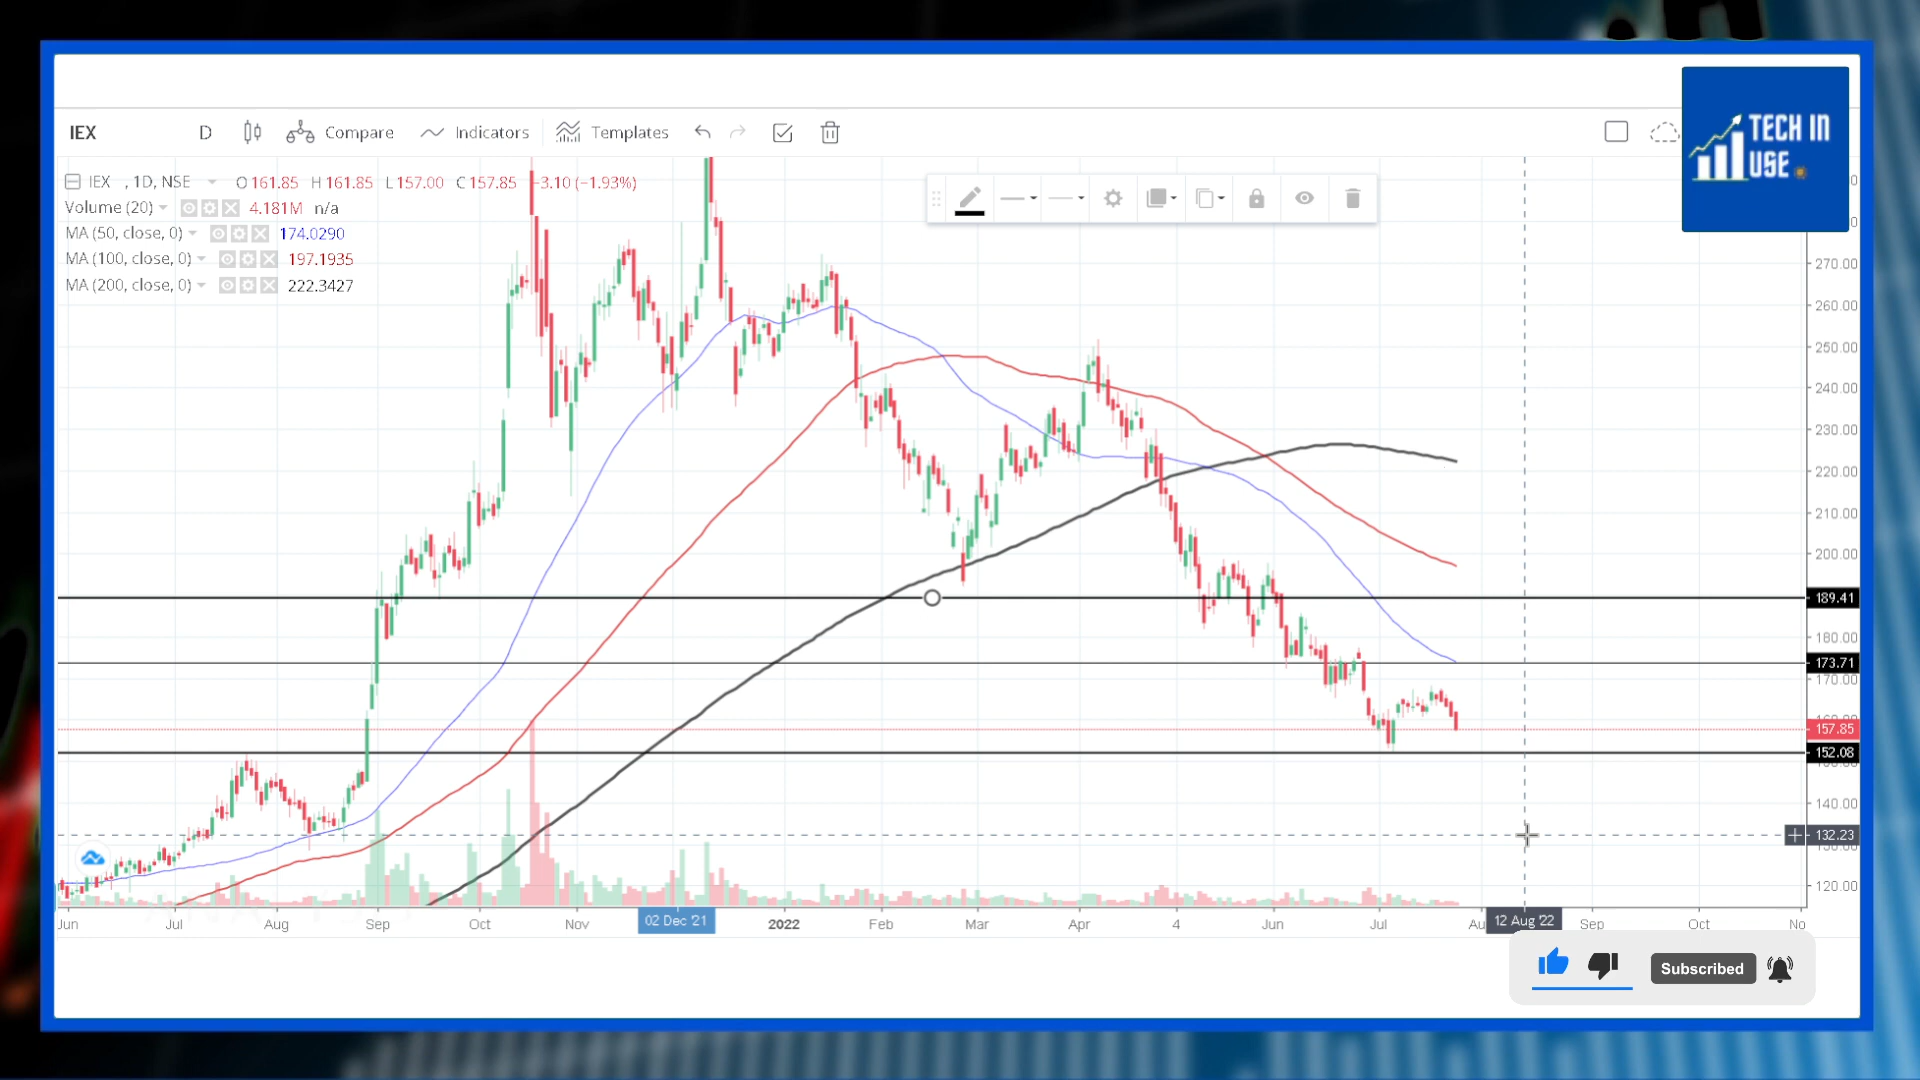 TECH IN
USE
IEX D Compare Indicators Templates
IEX , 1D, NSE O 161.85 H 161.85 L 157.00 C 157.85 −3.10 (−1.93%)
Volume (20) 4.181M n/a
MA (50, close, 0) 174.0290
MA (100, close, 0) 197.1935
MA (200, close, 0) 222.3427
270.00
260.00
250.00
240.00
230.00
220.00
210.00
200.00
189.41
180.00
173.71
170.00
157.85
152.08
140.00
132.23
120.00
Jun Jul Aug Sep Oct Nov 02 Dec '21 2022 Feb Mar Apr 4 Jun Jul Au 12 Aug '22 Sep Oct No
Subscribed